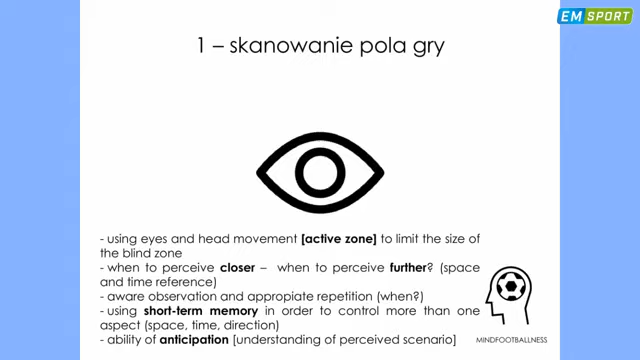 EM SPORT
1 – skanowanie pola gry
- using eyes and head movement [active zone] to limit the size of
the blind zone
- when to perceive closer – when to perceive further? (space
and time reference)
- aware observation and appropiate repetition (when?)
- using short-term memory in order to control more than one
aspect (space, time, direction)
- ability of anticipation [understanding of perceived scenario]
MINDFOOTBALLNESS